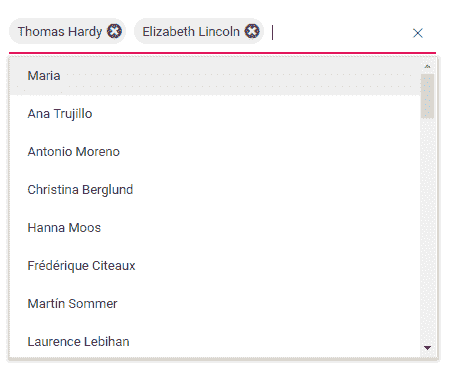 Thomas Hardy Elizabeth Lincoln
Maria
Ana Trujillo
Antonio Moreno
Christina Berglund
Hanna Moos
Frédérique Citeaux
Martín Sommer
Laurence Lebihan